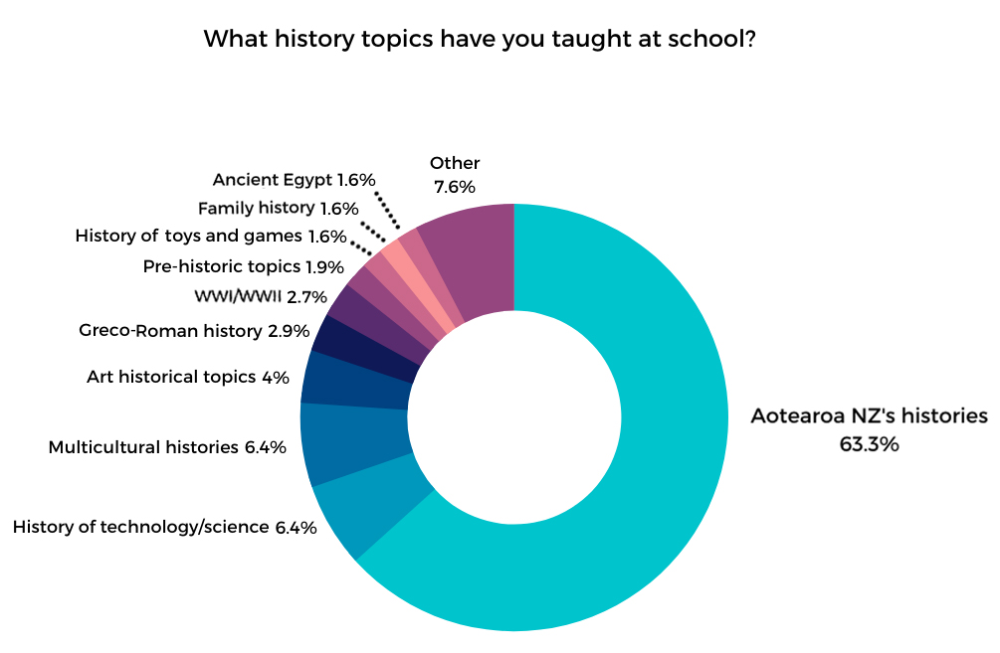 What history topics have you taught at school?
Other
7.6%
Ancient Egypt 1.6%
Family history 1.6%
History of toys and games 1.6%
Pre-historic topics 1.9%
WWI/WWII 2.7%
Greco-Roman history 2.9%
Art historical topics 4%
Multicultural histories 6.4%
History of technology/science 6.4%
Aotearoa NZ's histories
63.3%